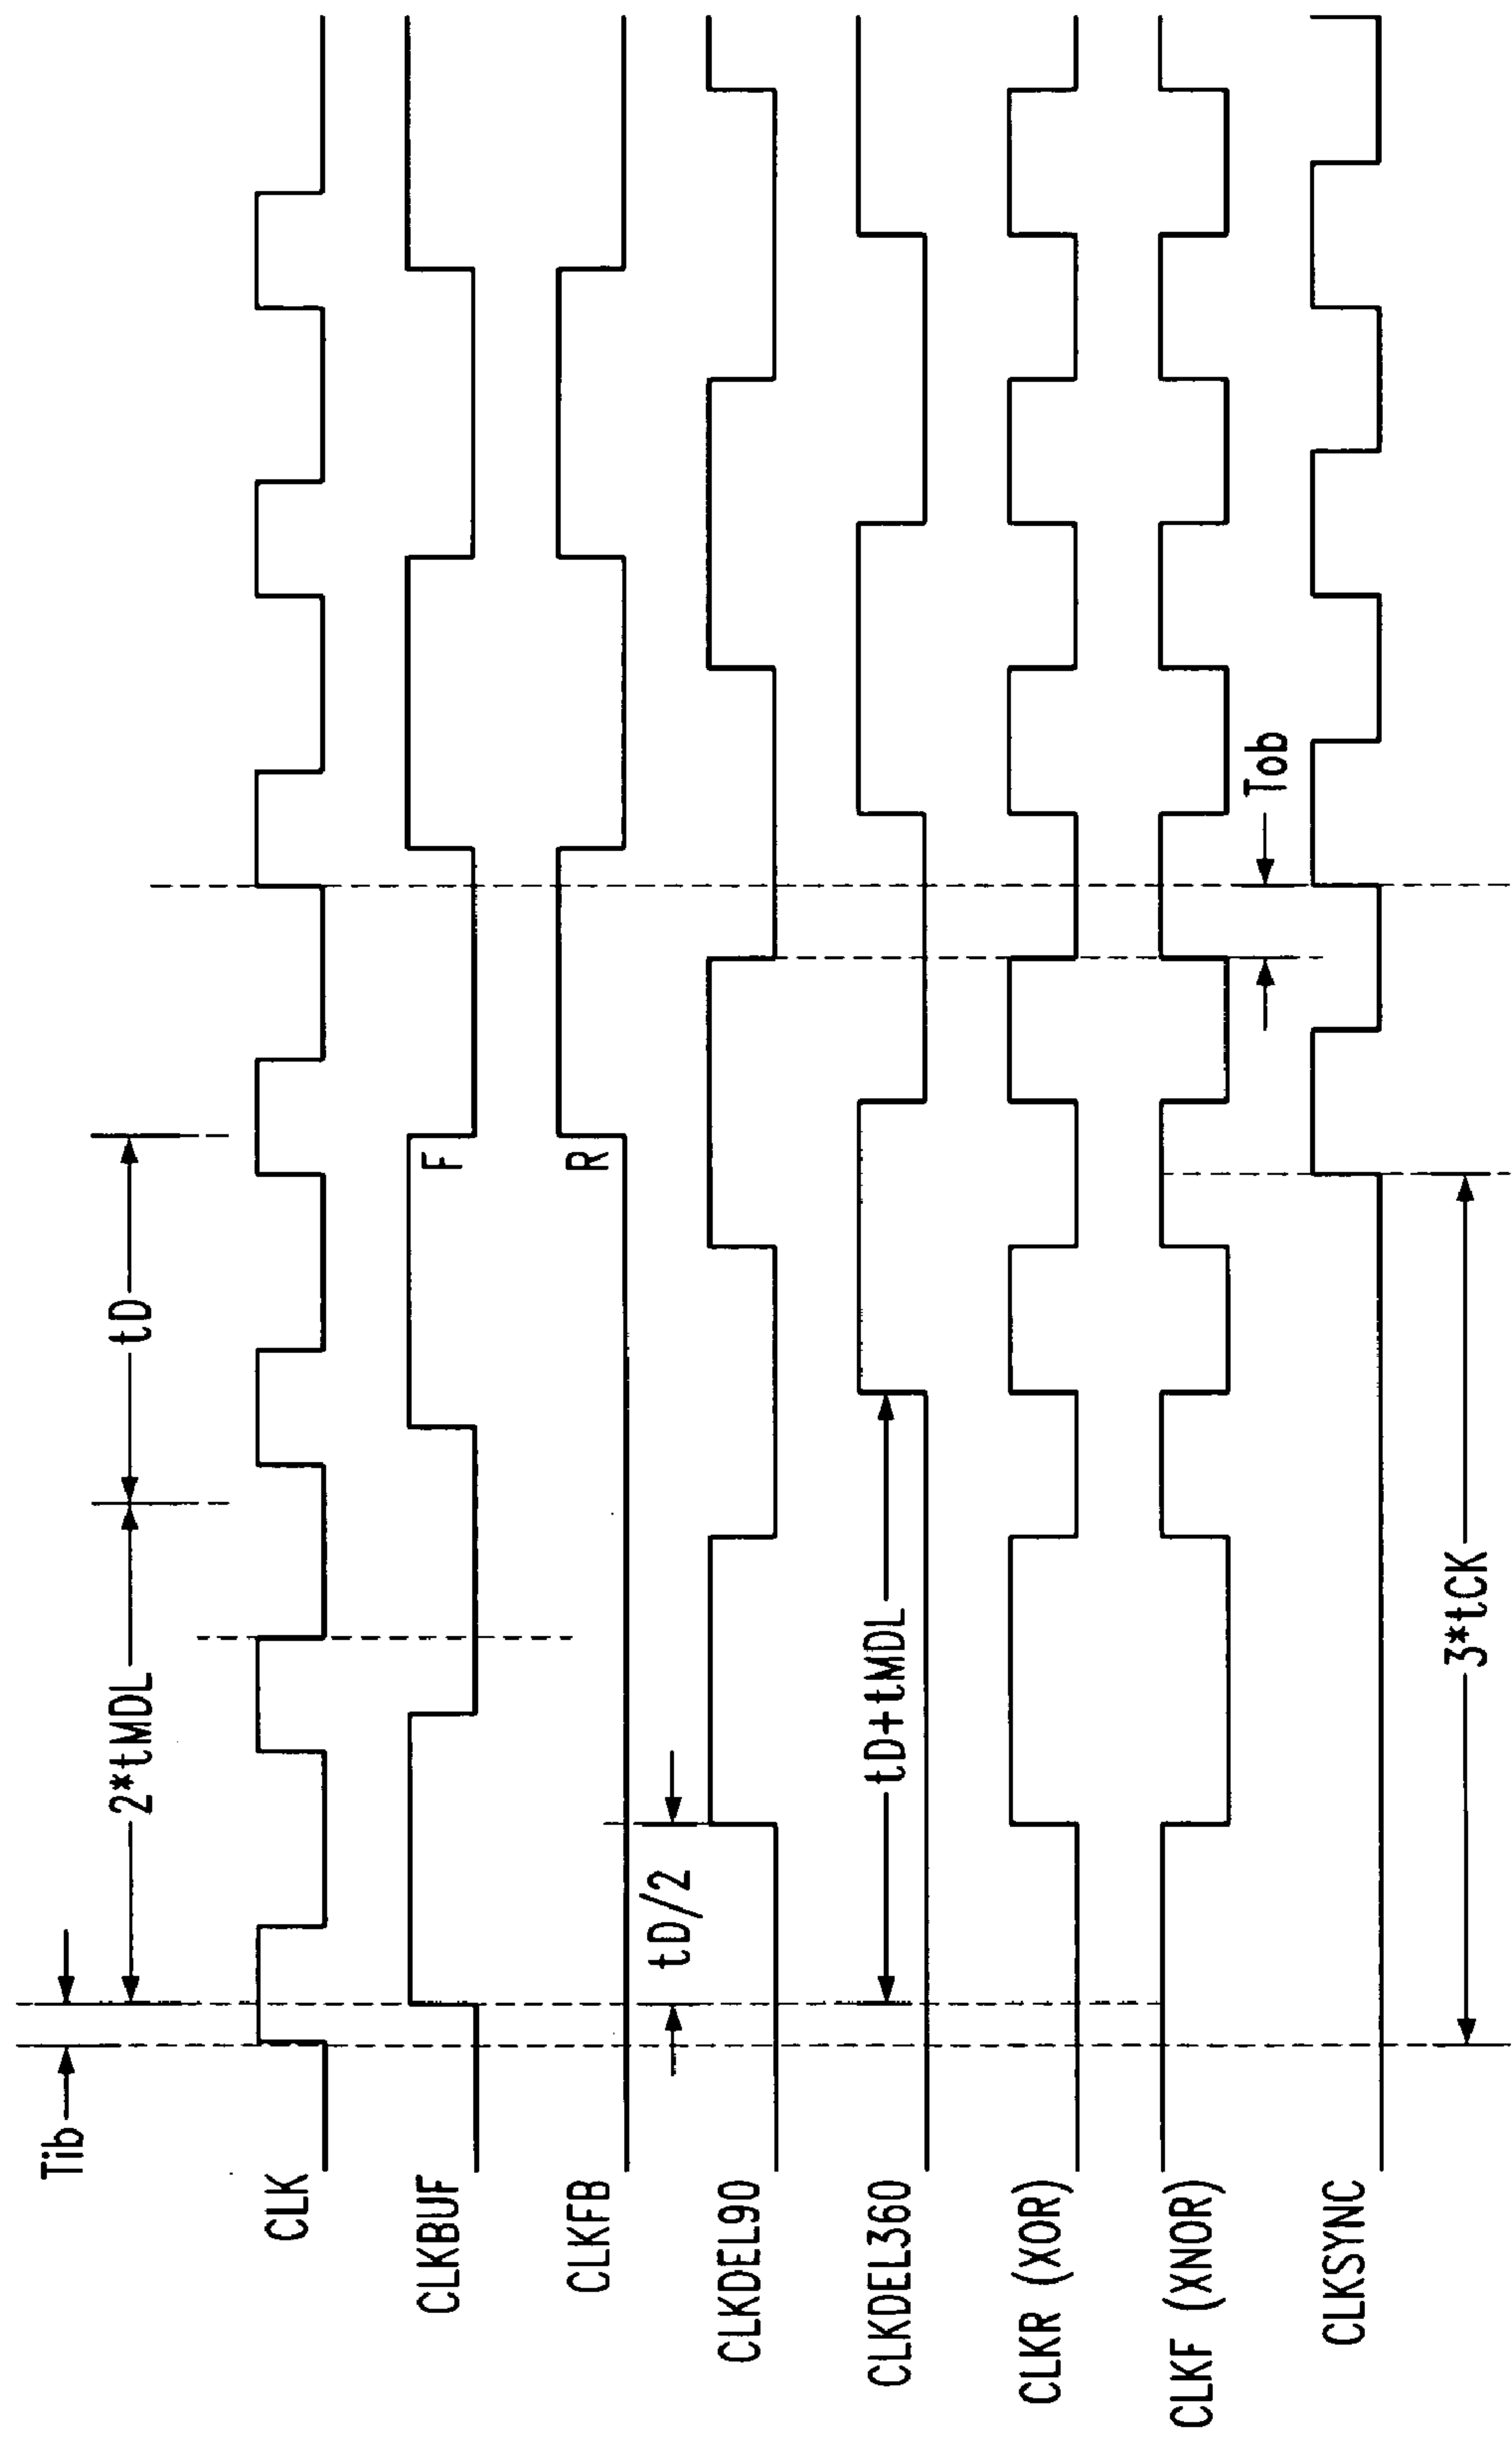 Tib
2*tMDL
tD
CLK
CLKBUF
F
CLKFB
R
tD/2
CLKDEL90
CLKDEL360
tD+tMDL
CLKR (XOR)
CLKF (XNOR)
Tob
CLKSYNC
3*tCK